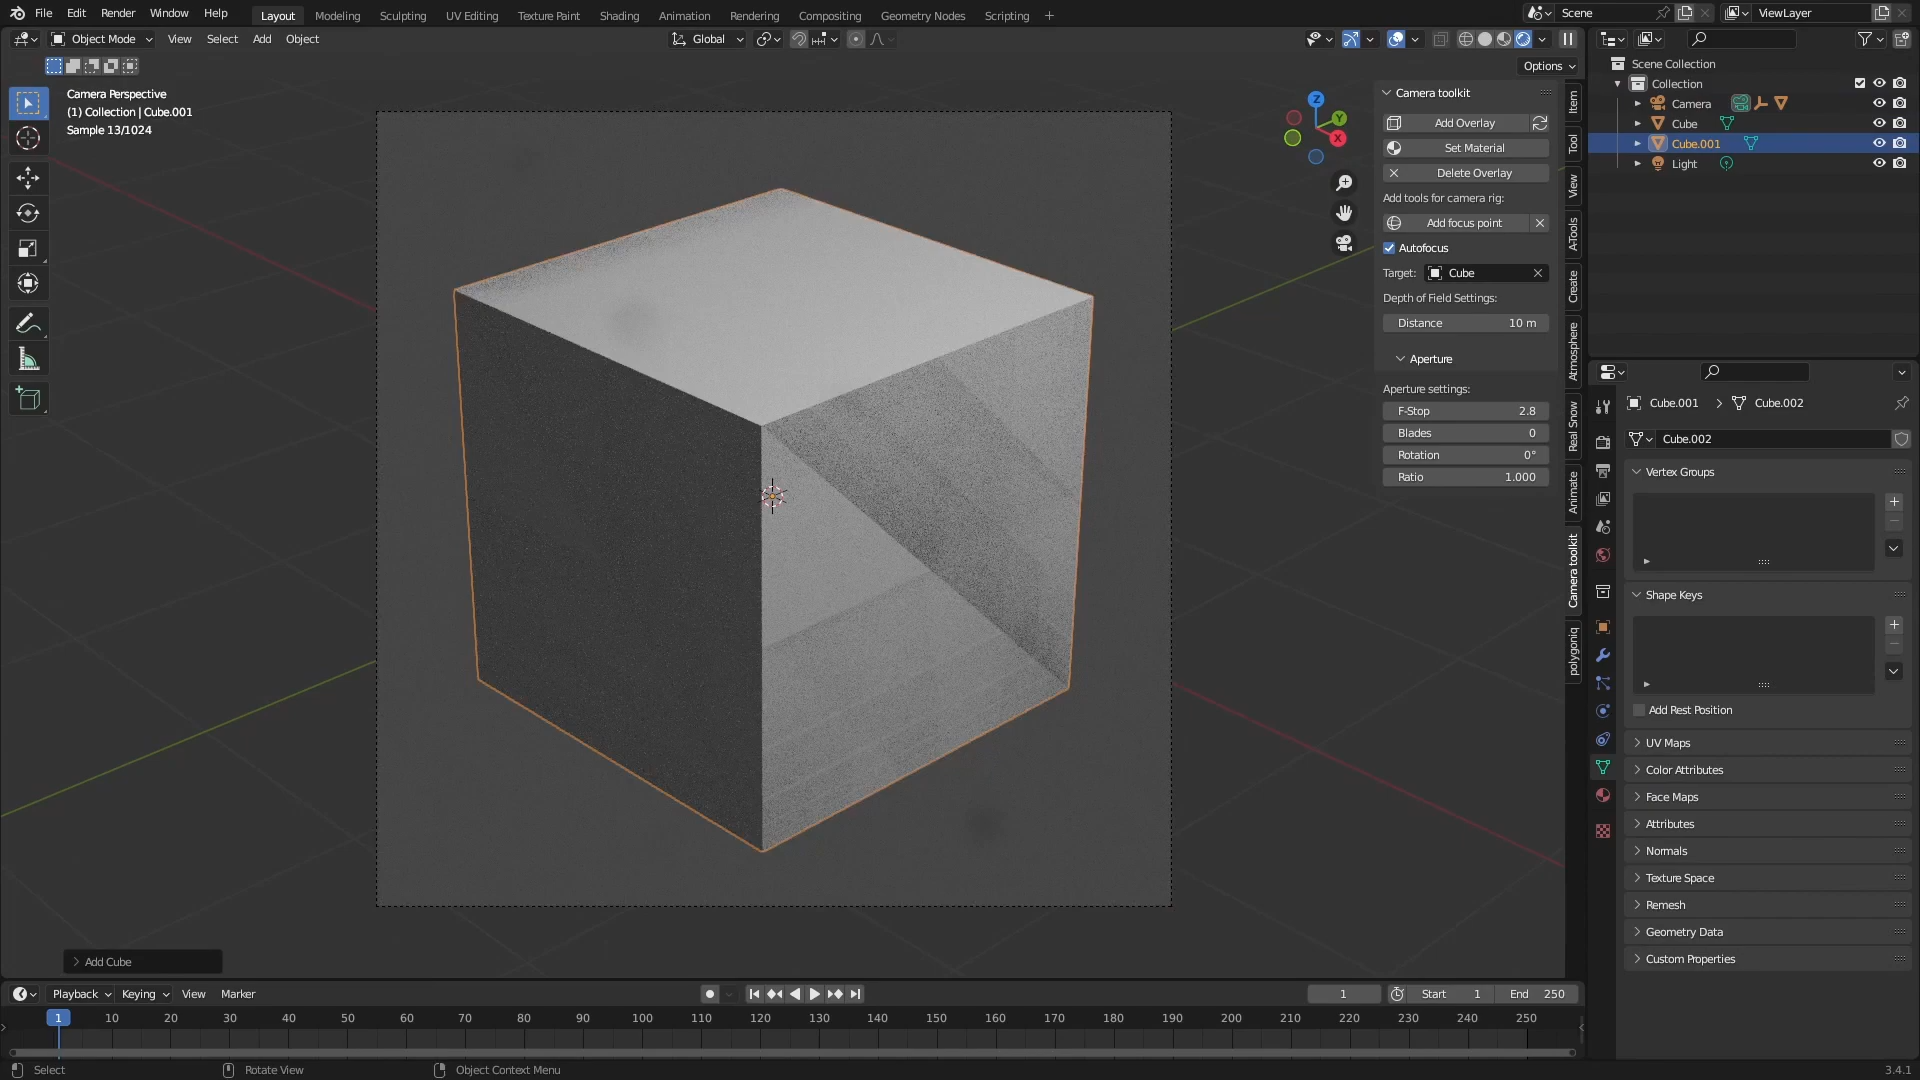 File Edit Render Window Help Layout Modeling Sculpting UV Editing Texture Paint Shading Animation Rendering Compositing Geometry Nodes Scripting + Scene ViewLayer
Object Mode View Select Add Object Global
Options
Camera Perspective
(1) Collection | Cube.001
Sample 13/1024
Z
Y
X
Camera toolkit
Add Overlay
Set Material
Delete Overlay
Add tools for camera rig:
Add focus point
Autofocus
Target: Cube
Depth of Field Settings:
Distance 10 m
Aperture
Aperture settings:
F-Stop 2.8
Blades 0
Rotation 0°
Ratio 1.000
Item
Tool
View
A-Tools
Create
Atmosphere
Real Snow
Animate
Camera toolkit
polygoniq
Scene Collection
Collection
Camera
Cube
Cube.001
Light
Cube.001 Cube.002
Cube.002
Vertex Groups
Shape Keys
Add Rest Position
UV Maps
Color Attributes
Face Maps
Attributes
Normals
Texture Space
Remesh
Geometry Data
Custom Properties
Add Cube
Playback Keying View Marker 1 Start 1 End 250
1 10 20 30 40 50 60 70 80 90 100 110 120 130 140 150 160 170 180 190 200 210 220 230 240 250
Select Rotate View Object Context Menu 3.4.1